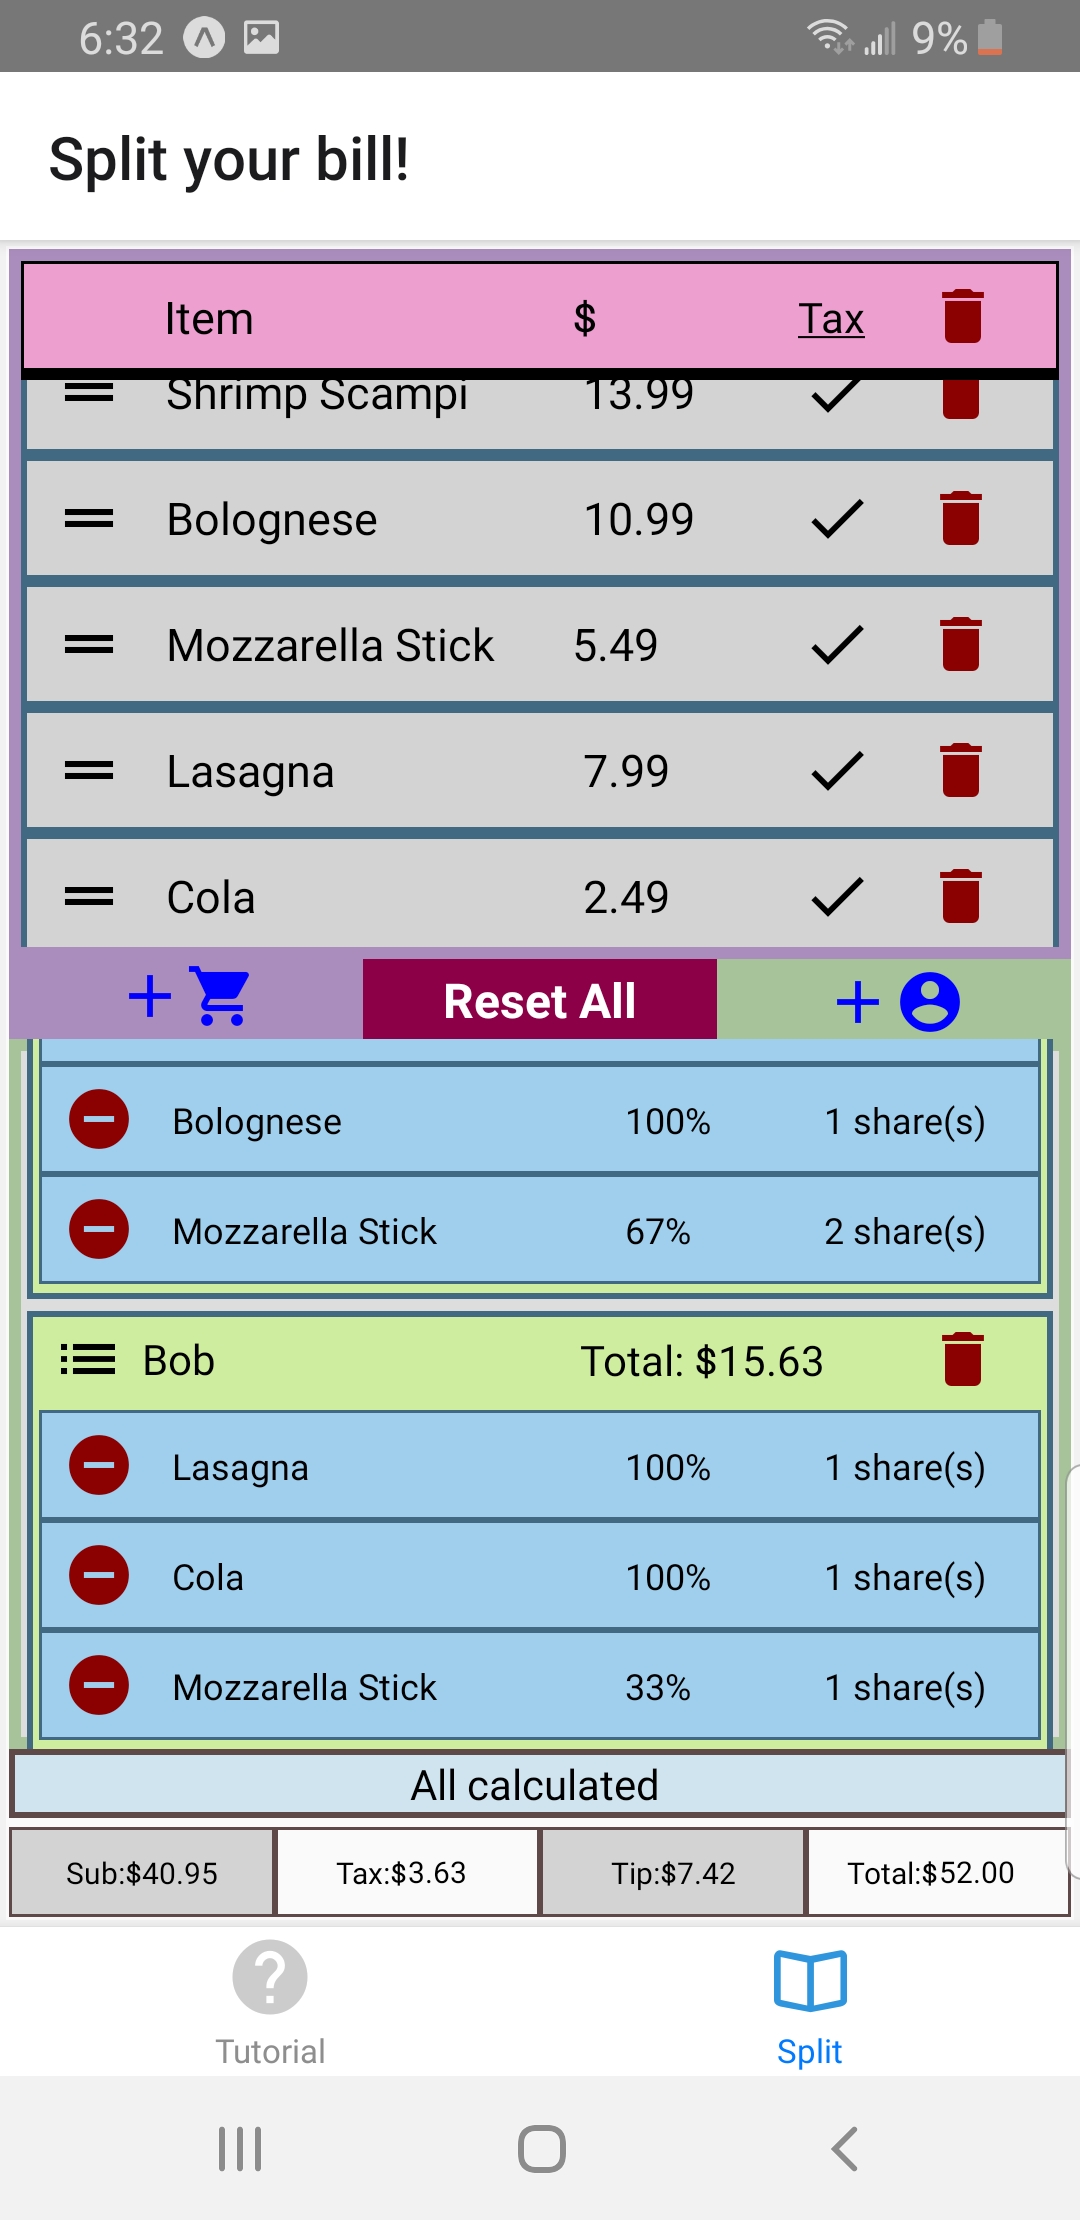 6:32 9%
Split your bill!
Item $ Tax
Shrimp Scampi 13.99
Bolognese 10.99
Mozzarella Stick 5.49
Lasagna 7.99
Cola 2.49
+ Reset All +
Bolognese 100% 1 share(s)
Mozzarella Stick 67% 2 share(s)
Bob Total: $15.63
Lasagna 100% 1 share(s)
Cola 100% 1 share(s)
Mozzarella Stick 33% 1 share(s)
All calculated
Sub:$40.95 Tax:$3.63 Tip:$7.42 Total:$52.00
Tutorial Split